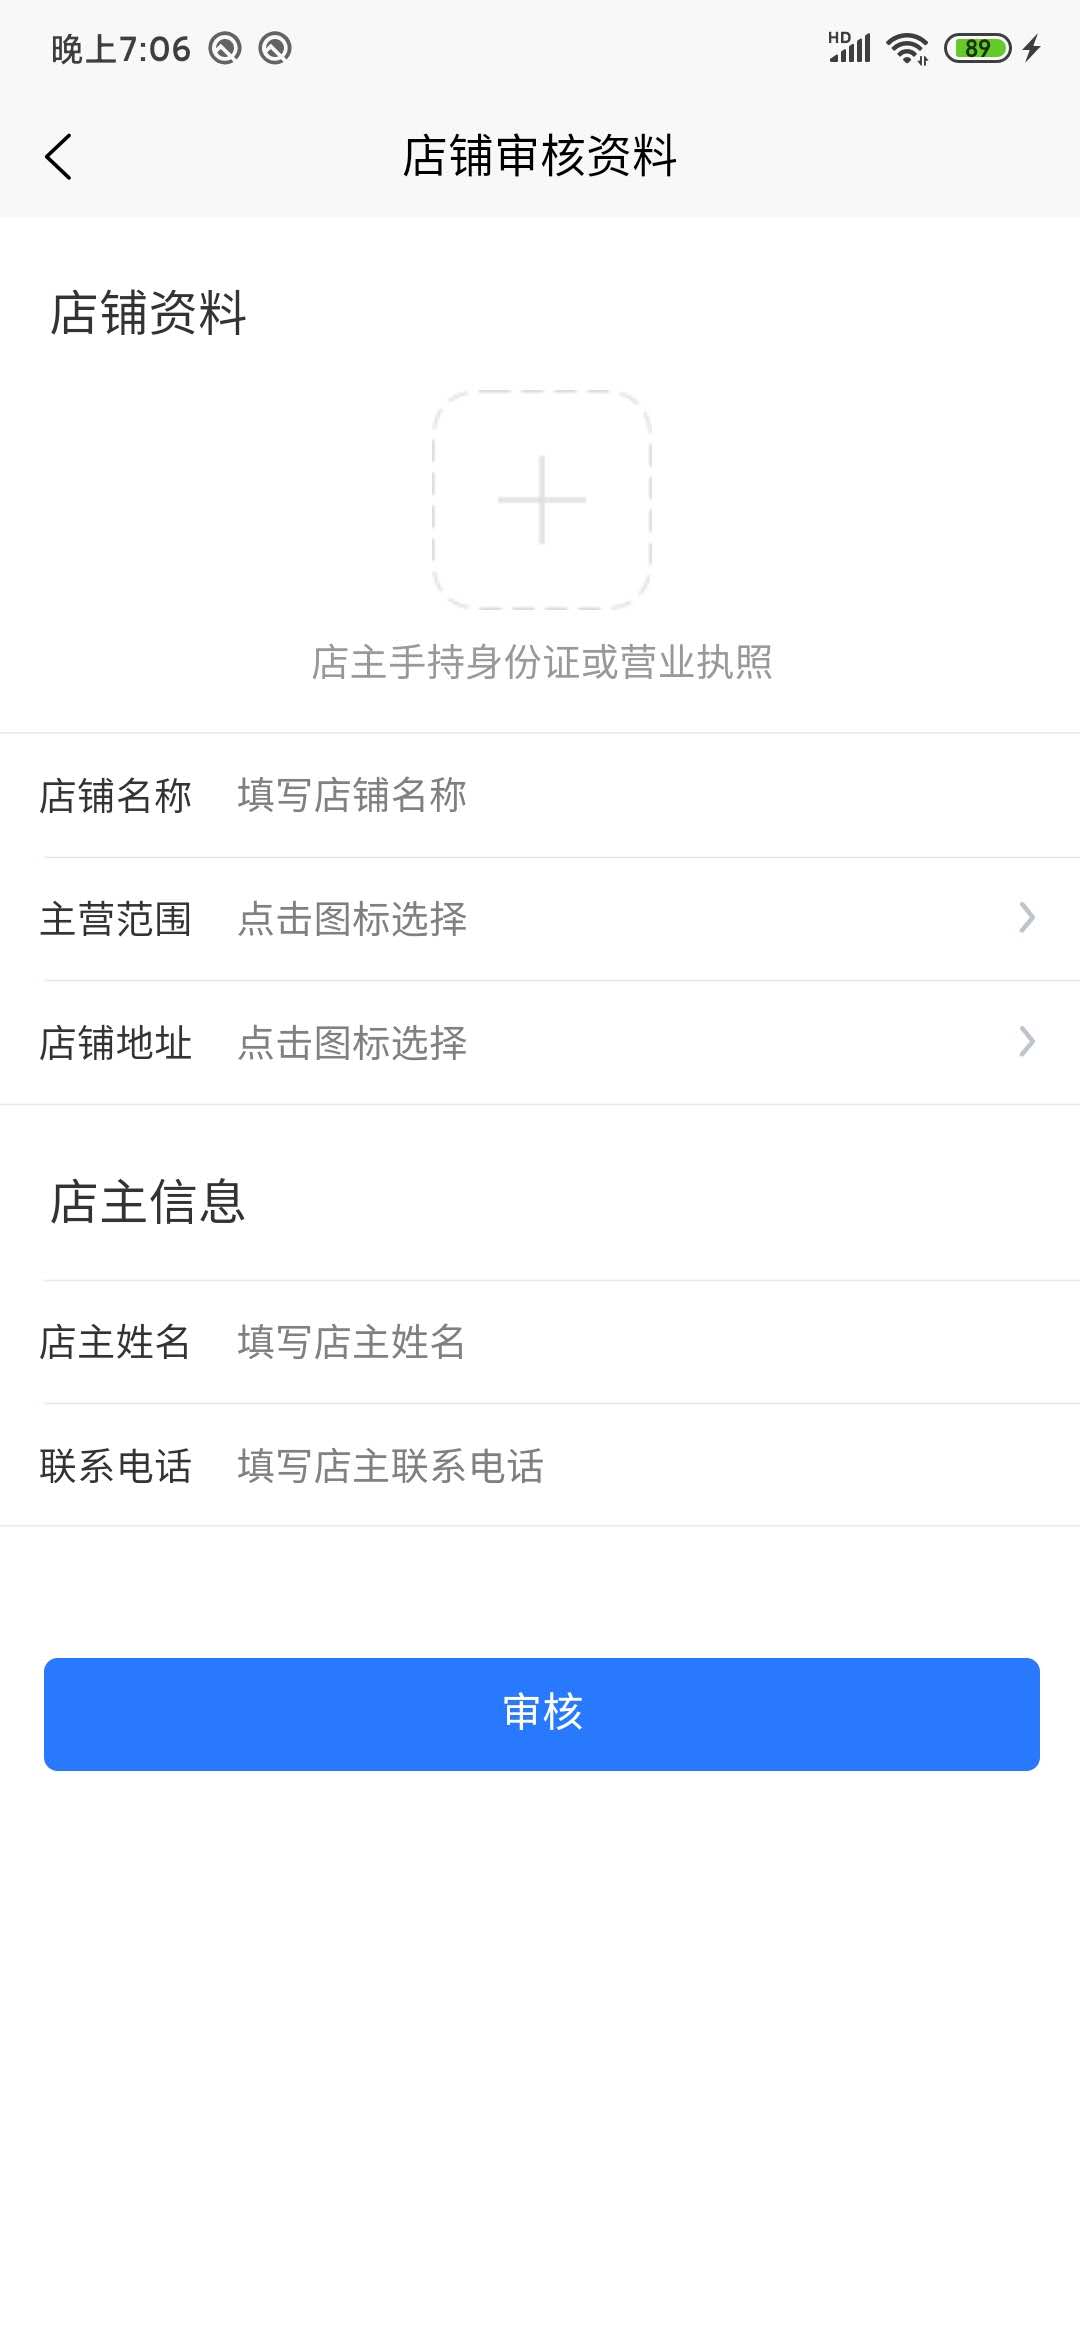 晚上7:06 HD 89
店铺审核资料
店铺资料
店主手持身份证或营业执照
店铺名称 填写店铺名称
主营范围 点击图标选择
店铺地址 点击图标选择
店主信息
店主姓名 填写店主姓名
联系电话 填写店主联系电话
审核